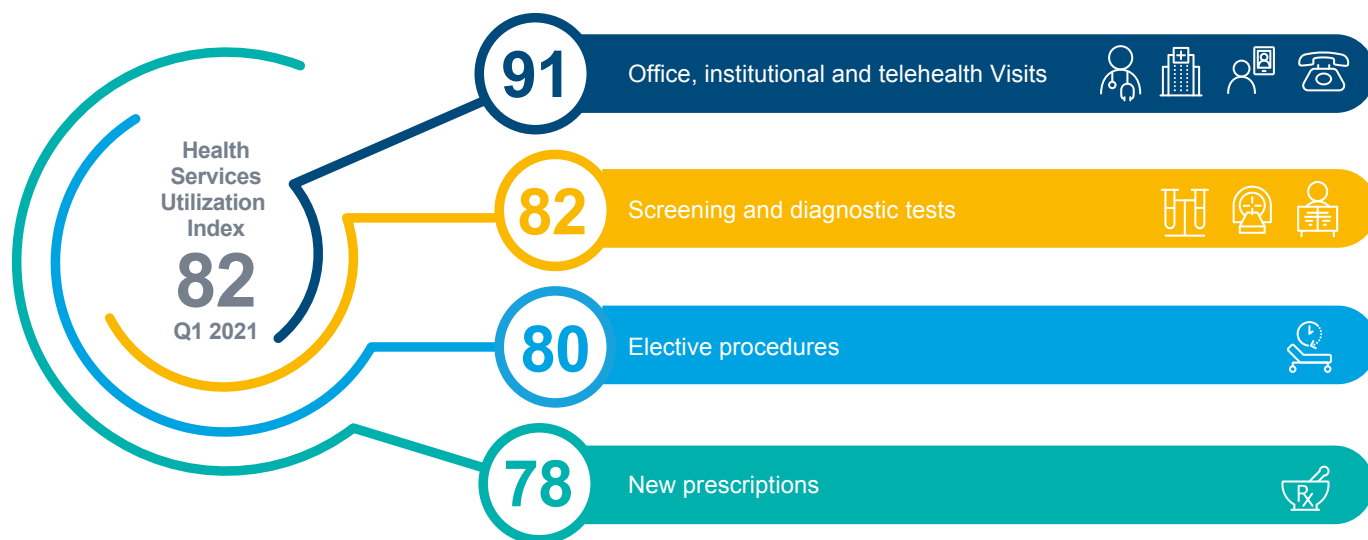 Health
Services
Utilization
Index
82
Q1 2021
91
Office, institutional and telehealth Visits
82
Screening and diagnostic tests
80
Elective procedures
78
New prescriptions
Rx